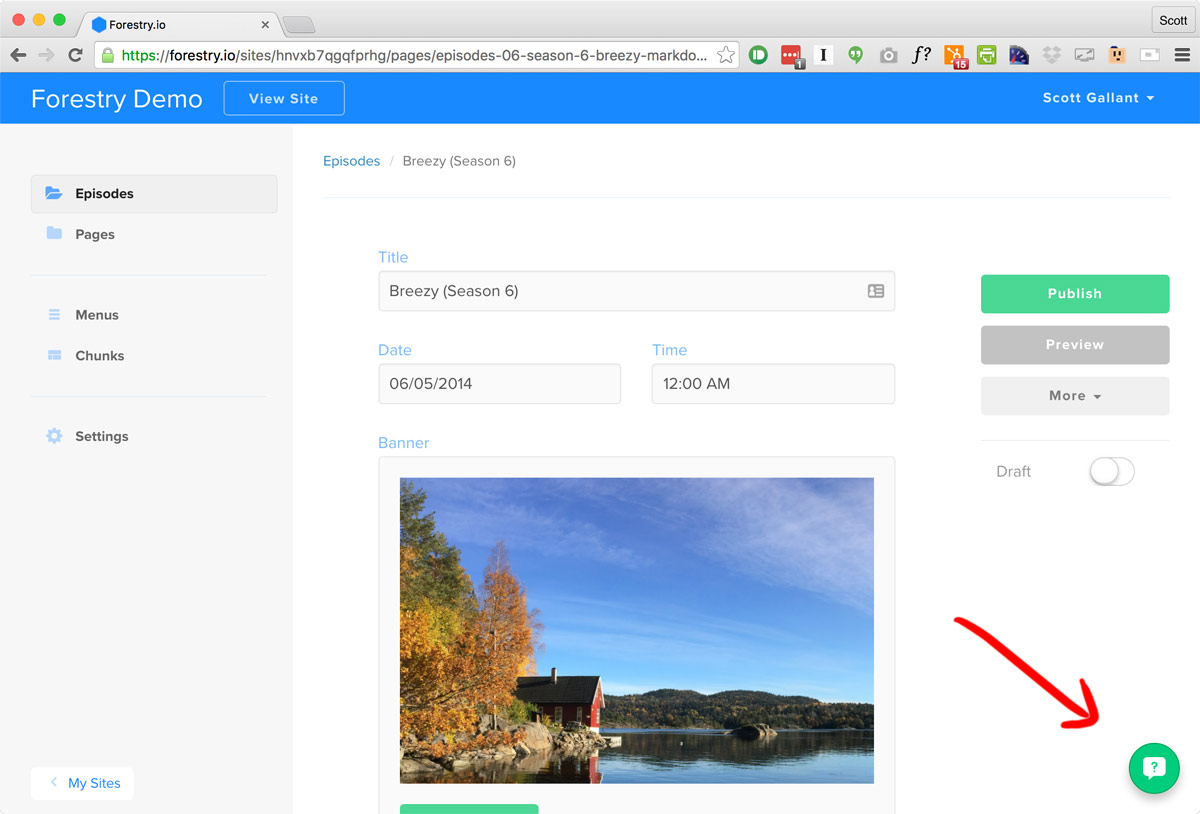 Forestry.io
Scott
https://forestry.io/sites/hnvxb7qgqfprhg/pages/episodes-06-season-6-breezy-markdo...
1
I
f?
15
Forestry Demo
View Site
Scott Gallant
Episodes / Breezy (Season 6)
Episodes
Pages
Menus
Chunks
Settings
My Sites
Title
Breezy (Season 6)
Date
Time
06/05/2014
12:00 AM
Banner
Publish
Preview
More
Draft
?